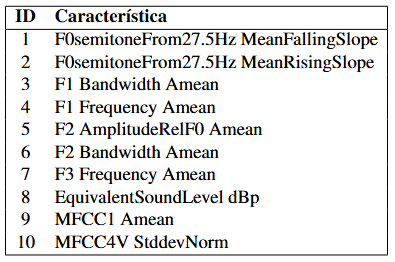 ID Característica
1 F0semitoneFrom27.5Hz MeanFallingSlope
2 F0semitoneFrom27.5Hz MeanRisingSlope
3 F1 Bandwidth Amean
4 F1 Frequency Amean
5 F2 AmplitudeRelF0 Amean
6 F2 Bandwidth Amean
7 F3 Frequency Amean
8 EquivalentSoundLevel dBp
9 MFCC1 Amean
10 MFCC4V StddevNorm